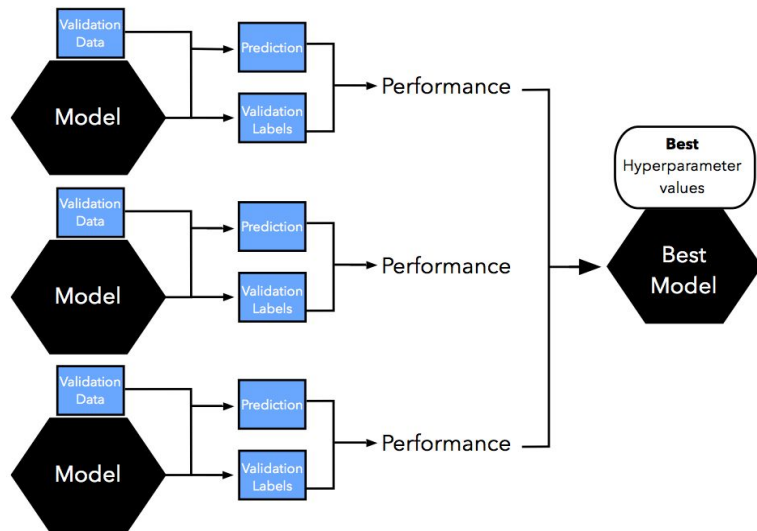 Validation
Data
Prediction
Model
Validation
Labels
Performance
Validation
Data
Prediction
Model
Validation
Labels
Performance
Validation
Data
Prediction
Model
Validation
Labels
Performance
Best
Hyperparameter
values
Best
Model